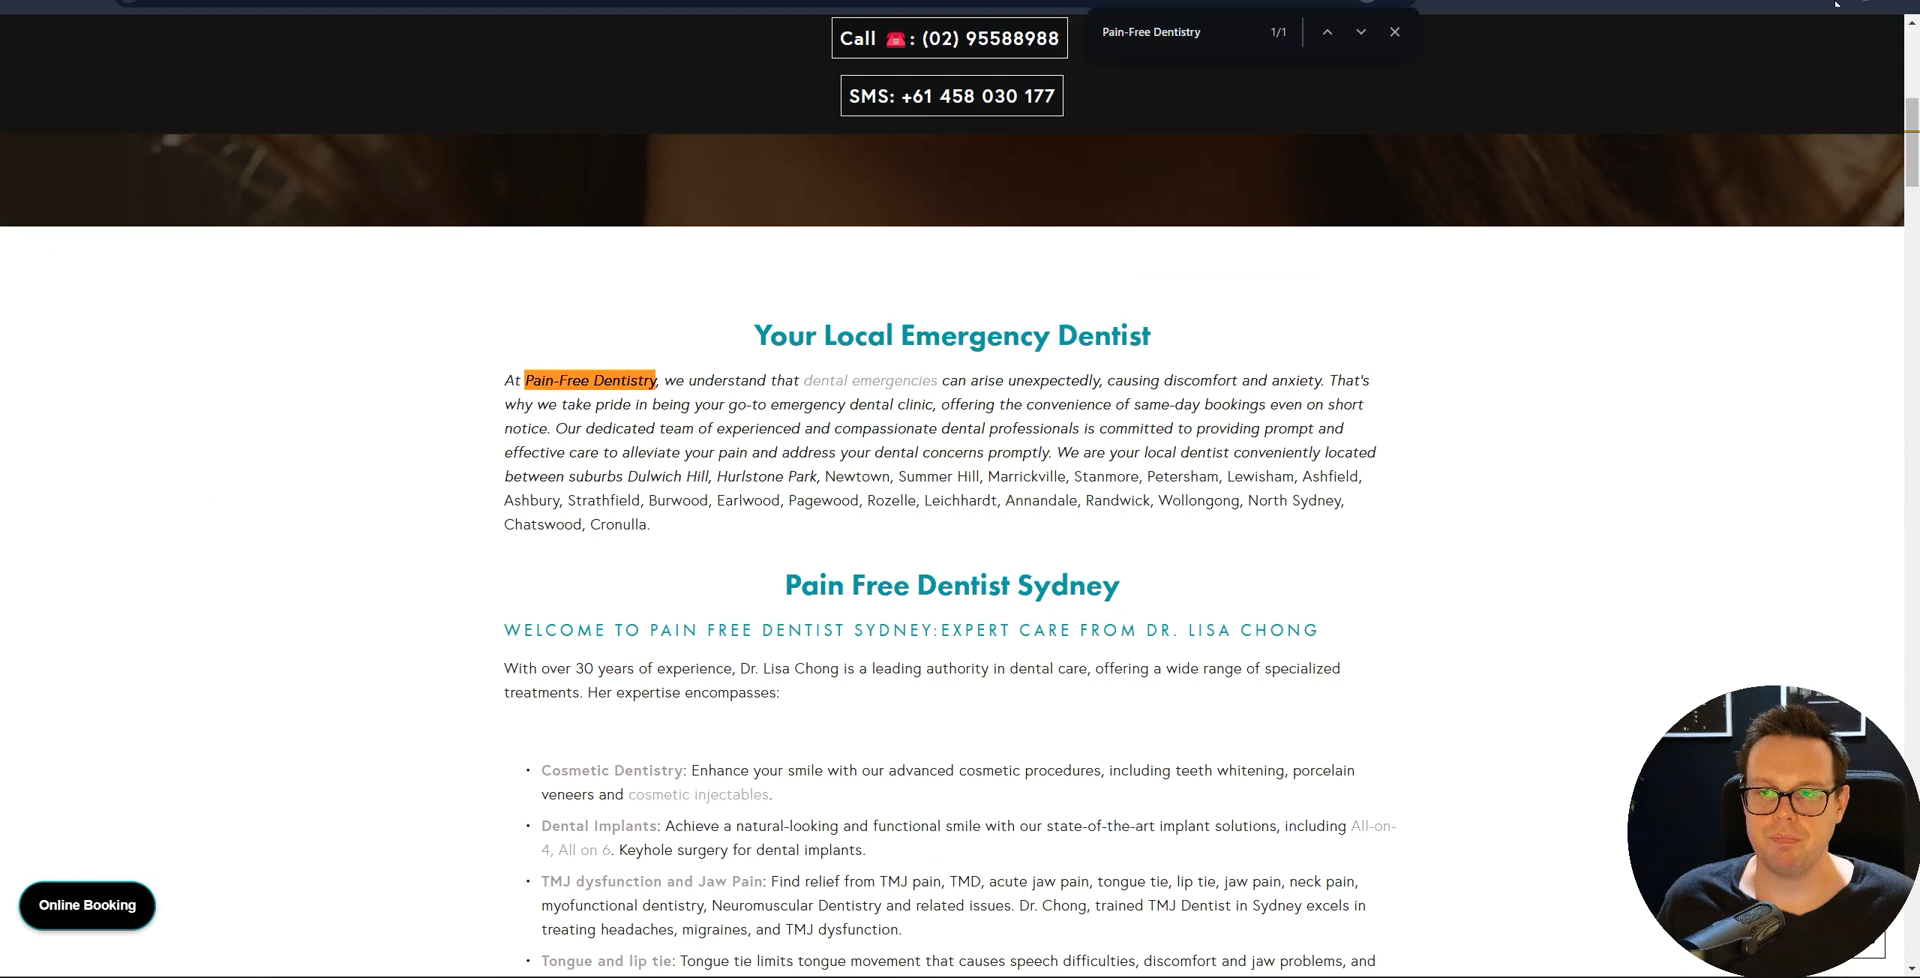 Call ☎️: (02) 95588988
Pain-Free Dentistry 1/1
SMS: +61 458 030 177
Your Local Emergency Dentist
At Pain-Free Dentistry, we understand that dental emergencies can arise unexpectedly, causing discomfort and anxiety. That's
why we take pride in being your go-to emergency dental clinic, offering the convenience of same-day bookings even on short
notice. Our dedicated team of experienced and compassionate dental professionals is committed to providing prompt and
effective care to alleviate your pain and address your dental concerns promptly. We are your local dentist conveniently located
between suburbs Dulwich Hill, Hurlstone Park, Newtown, Summer Hill, Marrickville, Stanmore, Petersham, Lewisham, Ashfield,
Ashbury, Strathfield, Burwood, Earlwood, Pagewood, Rozelle, Leichhardt, Annandale, Randwick, Wollongong, North Sydney,
Chatswood, Cronulla.
Pain Free Dentist Sydney
WELCOME TO PAIN FREE DENTIST SYDNEY:EXPERT CARE FROM DR. LISA CHONG
With over 30 years of experience, Dr. Lisa Chong is a leading authority in dental care, offering a wide range of specialized
treatments. Her expertise encompasses:
• Cosmetic Dentistry: Enhance your smile with our advanced cosmetic procedures, including teeth whitening, porcelain
veneers and cosmetic injectables.
• Dental Implants: Achieve a natural-looking and functional smile with our state-of-the-art implant solutions, including All-on-
4, All on 6. Keyhole surgery for dental implants.
• TMJ dysfunction and Jaw Pain: Find relief from TMJ pain, TMD, acute jaw pain, tongue tie, lip tie, jaw pain, neck pain,
myofunctional dentistry, Neuromuscular Dentistry and related issues. Dr. Chong, trained TMJ Dentist in Sydney excels in
treating headaches, migraines, and TMJ dysfunction.
• Tongue and lip tie: Tongue tie limits tongue movement that causes speech difficulties, discomfort and jaw problems, and
Online Booking